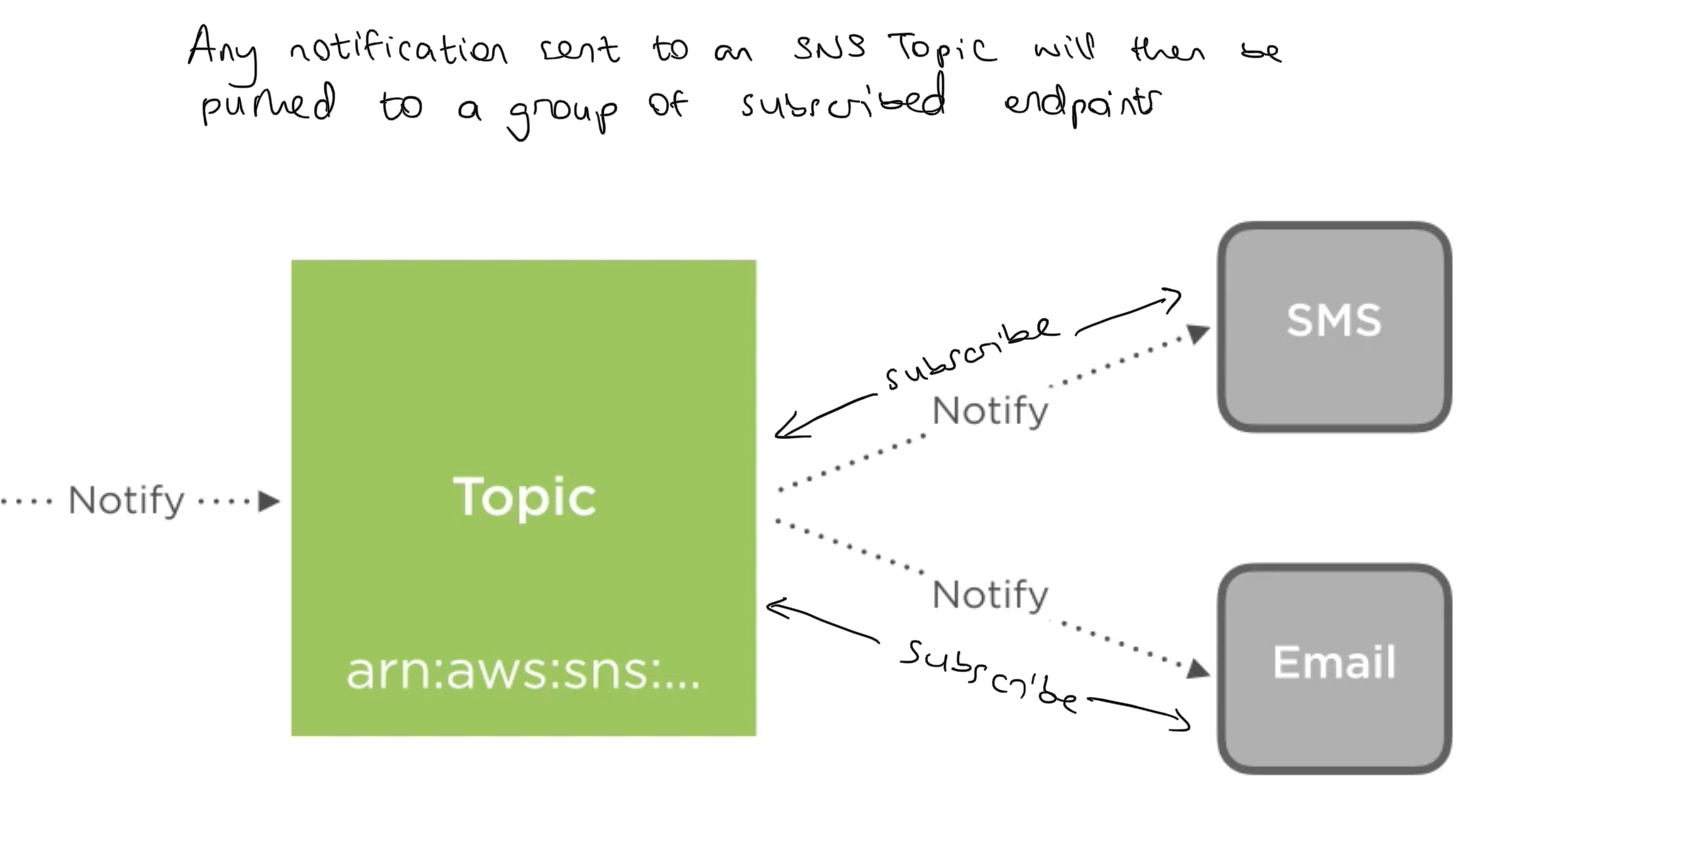 Any notification sent to an SNS Topic will then be
pushed to a group of subscribed endpoints
SMS
subscribe
Notify
Notify
Topic
Notify
Email
subscribe
arn:aws:sns:...